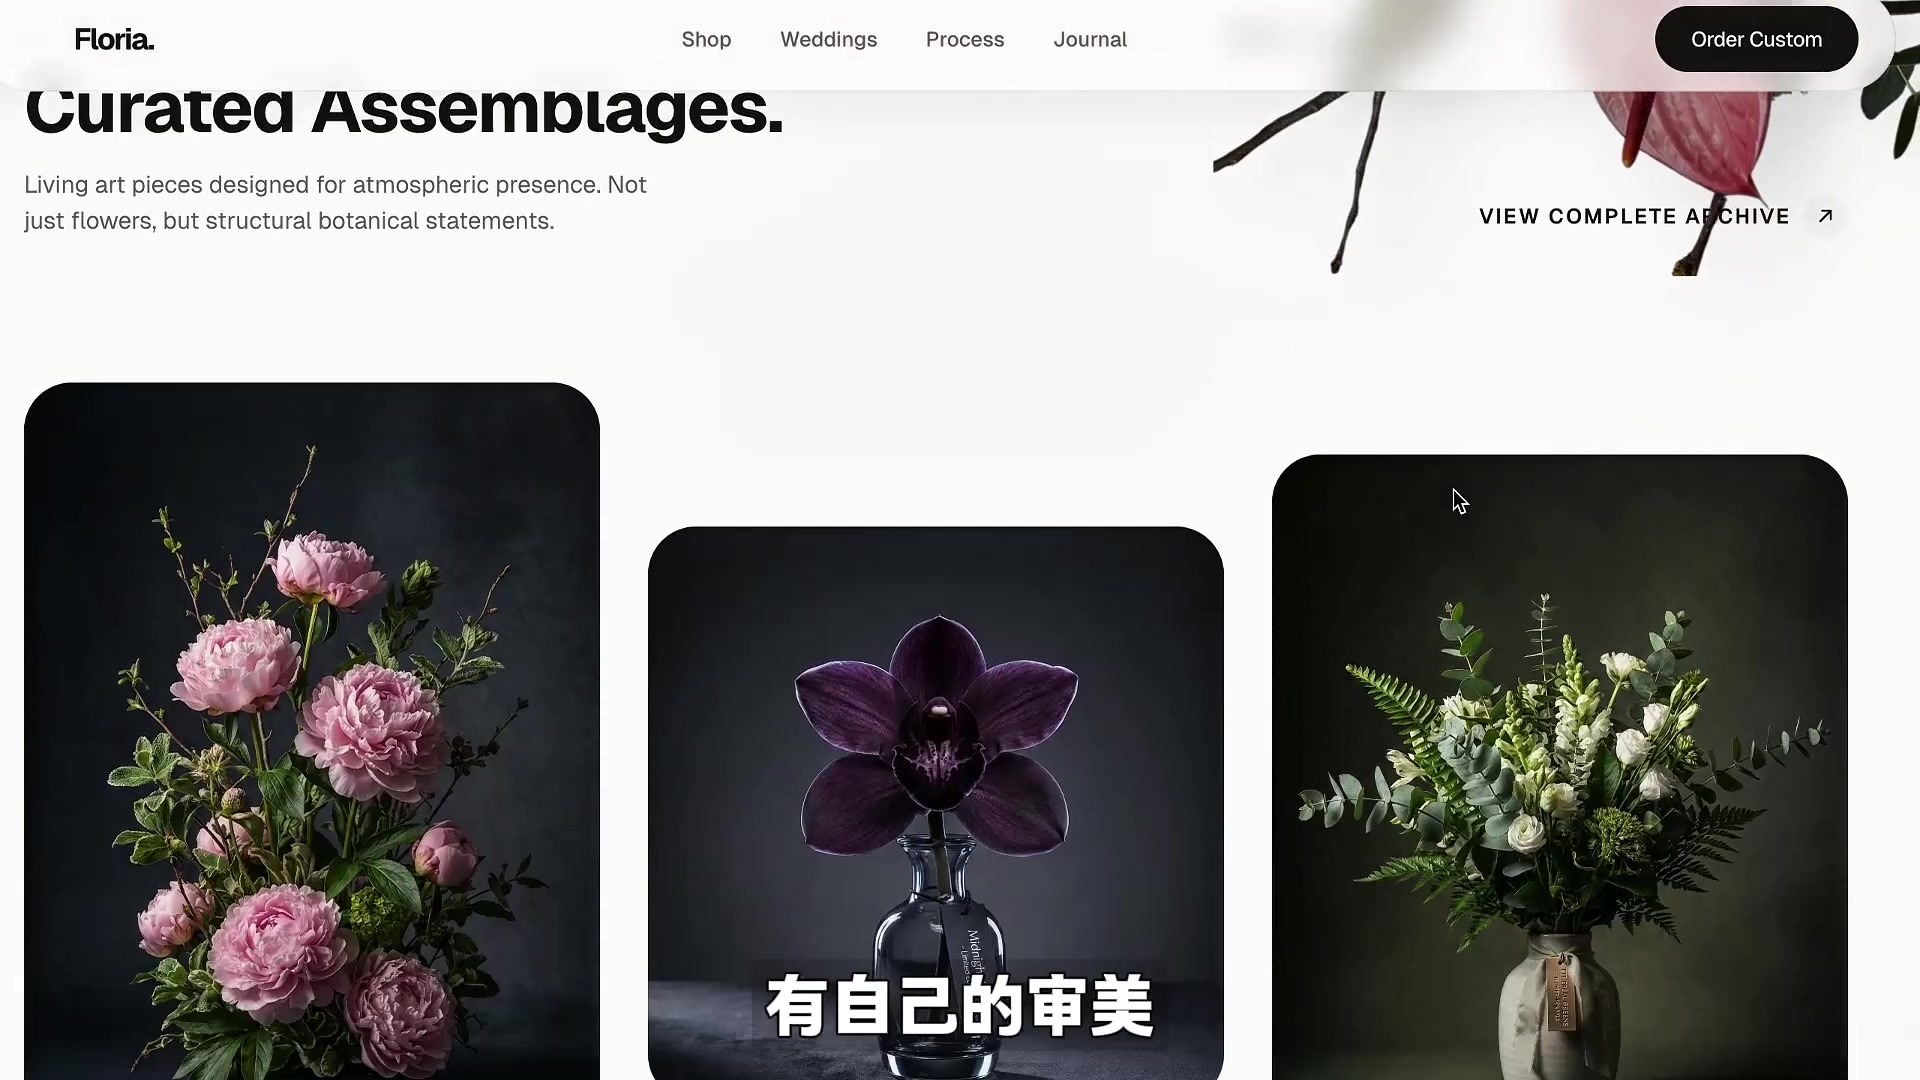 Floria.
Shop
Weddings
Process
Journal
Order Custom
Curated Assemblages.
Living art pieces designed for atmospheric presence. Not
just flowers, but structural botanical statements.
VIEW COMPLETE ARCHIVE
有自己的审美